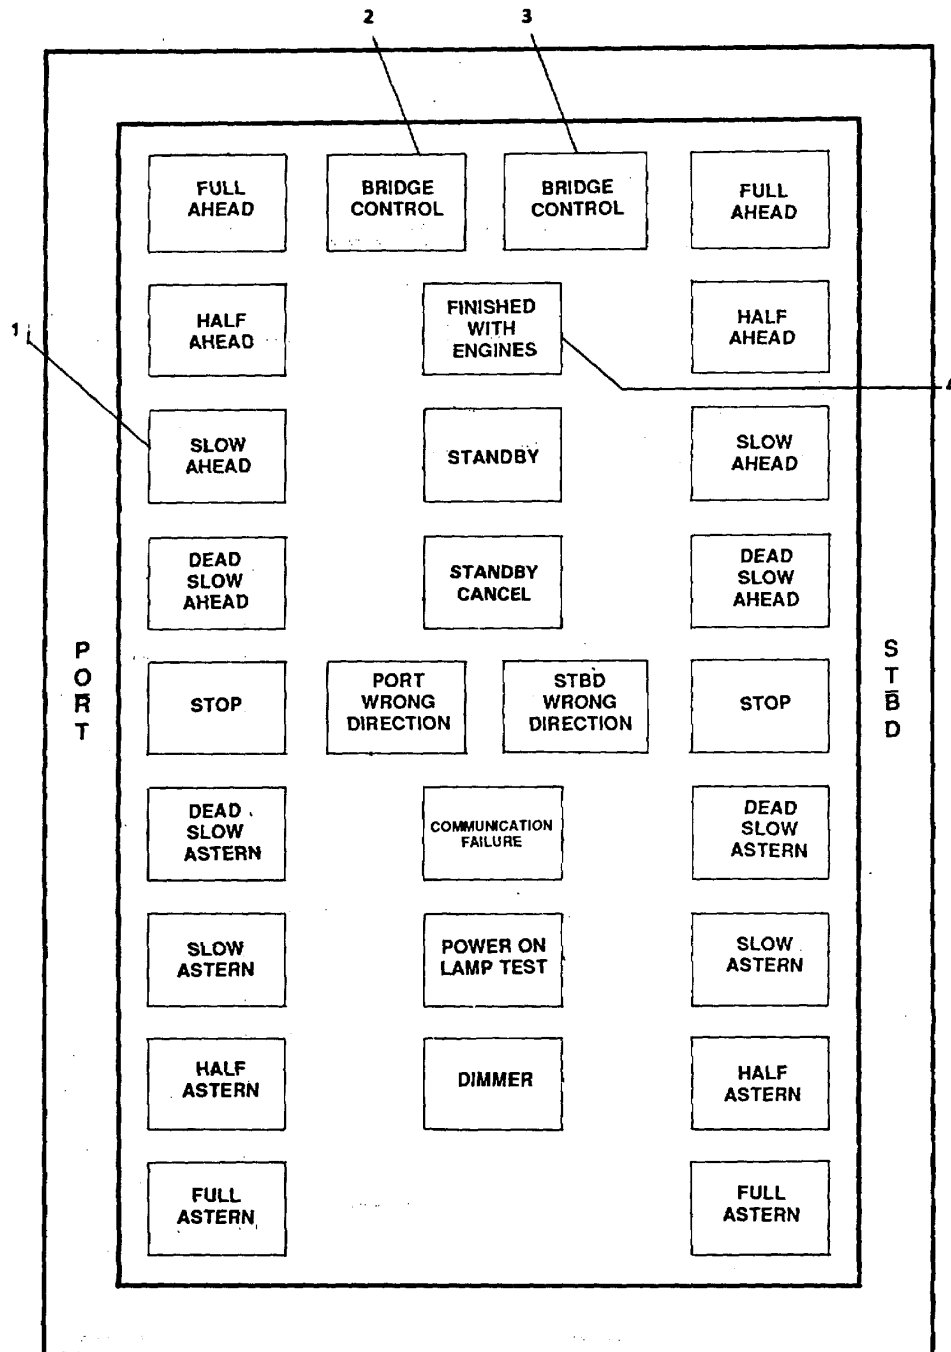 2
3
FULL
AHEAD
BRIDGE
CONTROL
BRIDGE
CONTROL
FULL
AHEAD
1
HALF
AHEAD
FINISHED
WITH
ENGINES
HALF
AHEAD
SLOW
AHEAD
STANDBY
SLOW
AHEAD
DEAD
SLOW
AHEAD
STANDBY
CANCEL
DEAD
SLOW
AHEAD
PORT
STOP
PORT
WRONG
DIRECTION
STBD
WRONG
DIRECTION
STOP
STBD
DEAD
SLOW
ASTERN
COMMUNICATION
FAILURE
DEAD
SLOW
ASTERN
SLOW
ASTERN
POWER ON
LAMP TEST
SLOW
ASTERN
HALF
ASTERN
DIMMER
HALF
ASTERN
FULL
ASTERN
FULL
ASTERN